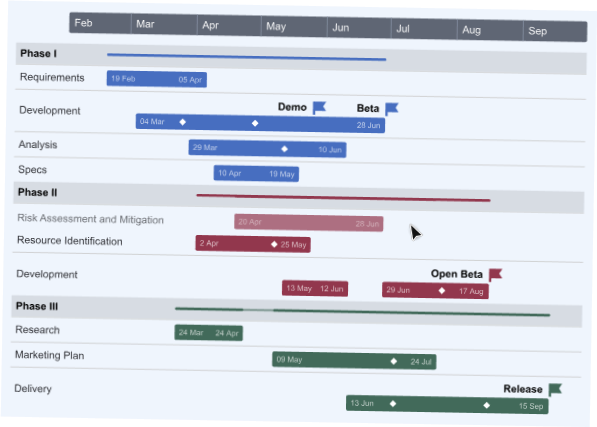 Feb Mar Apr May Jun Jul Aug Sep
Phase I
Requirements 19 Feb 05 Apr
Demo Beta
Development 04 Mar 28 Jun
Analysis 29 Mar 10 Jun
Specs 10 Apr 19 May
Phase II
Risk Assessment and Mitigation 20 Apr 28 Jun
Resource Identification 2 Apr 25 May
Open Beta
Development 13 May 12 Jun 29 Jun 17 Aug
Phase III
Research 24 Mar 24 Apr
Marketing Plan 09 May 24 Jul
Release
Delivery 13 Jun 15 Sep